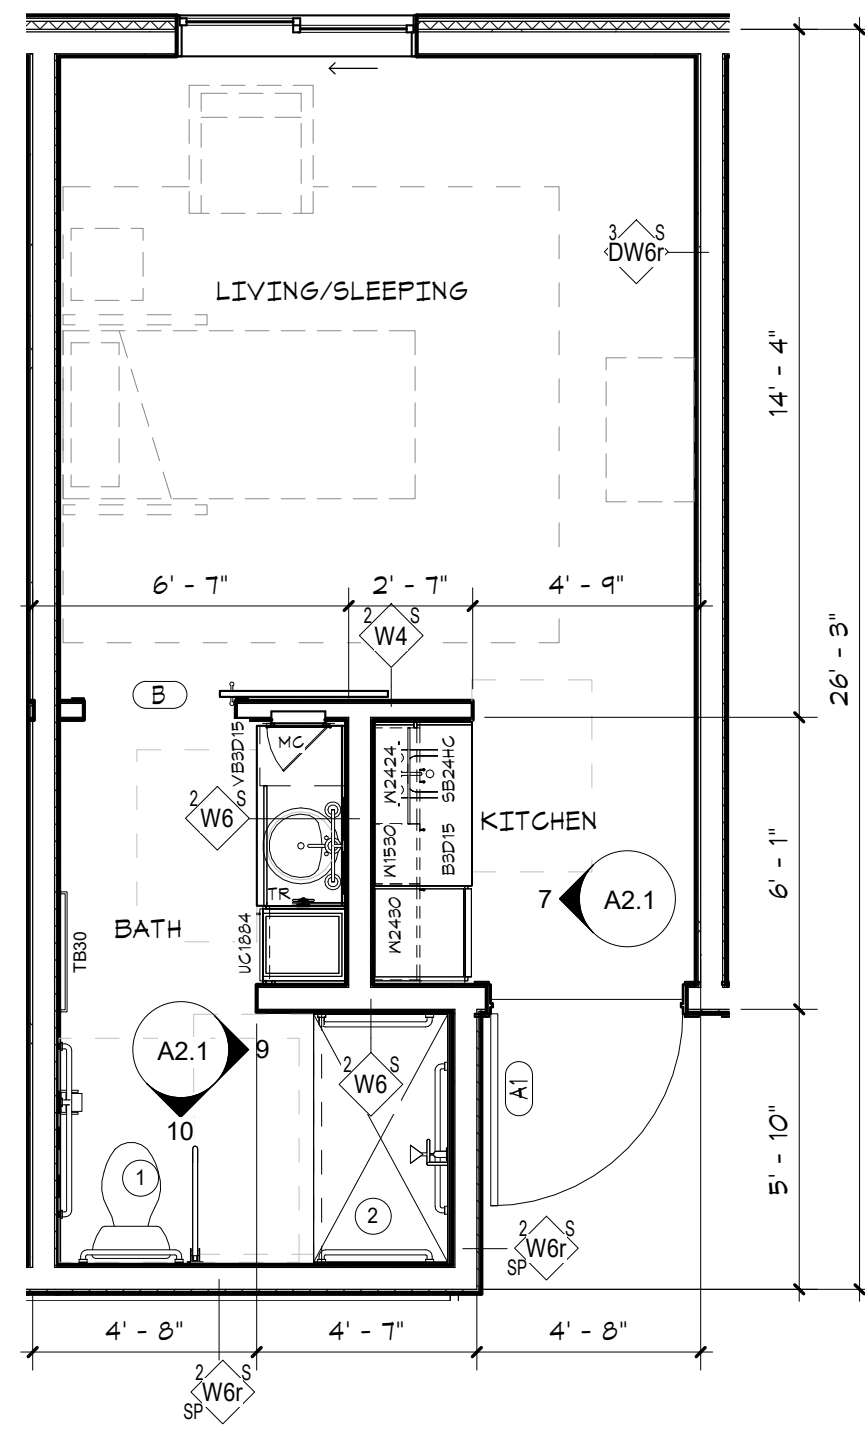 3 S
DW6r
LIVING/SLEEPING
14' - 4"
26' - 3"
6' - 7"
2' - 7"
4' - 9"
2 S
W4
B
VB3D15
MC
W2424
SB24HC
2 S
W6
KITCHEN
W1530
B3D15
6' - 1"
7
A2.1
TR
W2430
BATH
TB30
UC1884
A2.1
9
10
2 S
W6
A1
5' - 10"
1
2
2 S
W6r
SP
4' - 8"
4' - 7"
4' - 8"
2 S
W6r
SP